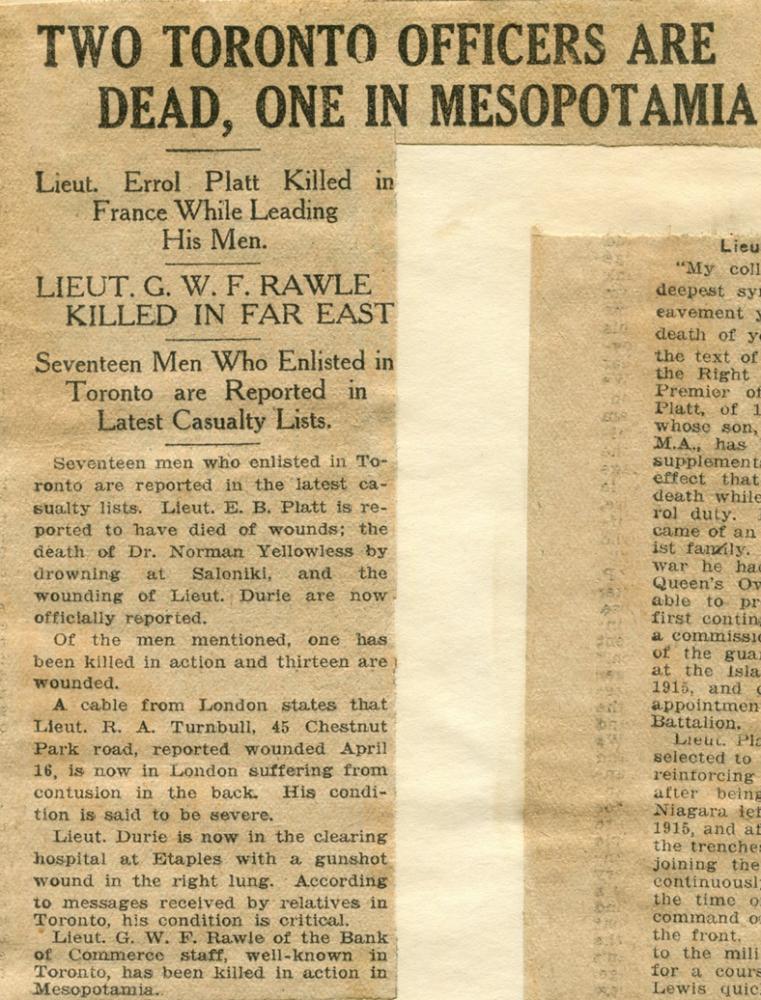 TWO TORONTO OFFICERS ARE
DEAD, ONE IN MESOPOTAMIA
Lieut. Errol Platt Killed in
France While Leading
His Men.
LIEUT. G. W. F. RAWLE
KILLED IN FAR EAST
Seventeen Men Who Enlisted in
Toronto are Reported in
Latest Casualty Lists.
Seventeen men who enlisted in To-
ronto are reported in the latest ca-
sualty lists. Lieut. E. B. Platt is re-
ported to have died of wounds; the
death of Dr. Norman Yellowless by
drowning at Saloniki, and the
wounding of Lieut. Durie are now
officially reported.
Of the men mentioned, one has
been killed in action and thirteen are
wounded.
A cable from London states that
Lieut. R. A. Turnbull, 45 Chestnut
Park road, reported wounded April
16, is now in London suffering from
contusion in the back. His condi-
tion is said to be severe.
Lieut. Durie is now in the clearing
hospital at Etaples with a gunshot
wound in the right lung. According
to messages received by relatives in
Toronto, his condition is critical.
Lieut. G. W. F. Rawle of the Bank
of Commerce staff, well-known in
Toronto, has been killed in action in
Mesopotamia.
Lieu
"My coll
deepest sy
eavement y
death of y
the text of
the Right
Premier of
Platt, of 1
whose son,
M.A., has
supplement
effect that
death while
rol duty.
came of an
ist family.
war he had
Queen's Ov
able to pr
first conting
a commissio
of the gua
at the Isla
1915, and
appointmen
Battalion.
Lieut. Pla
selected to
reinforcing
after being
Niagara lef
1915, and af
the trenches
joining the
continuously
the time o
command o
the front.
to the mili
for a cours
Lewis quic